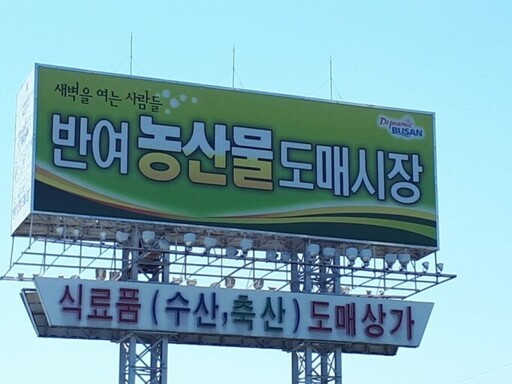 새벽을 여는 사람들
Dynamic BUSAN
반여 농산물 도매시장
식료품 (수산,축산) 도매상가